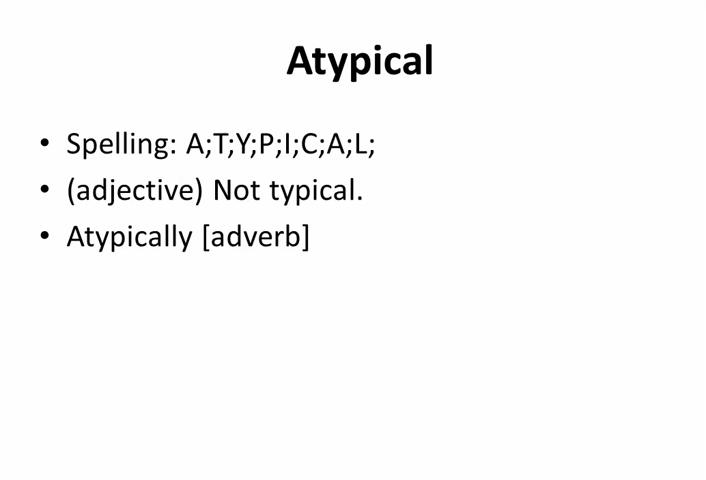 Atypical
• Spelling: A;T;Y;P;I;C;A;L;
• (adjective) Not typical.
• Atypically [adverb]